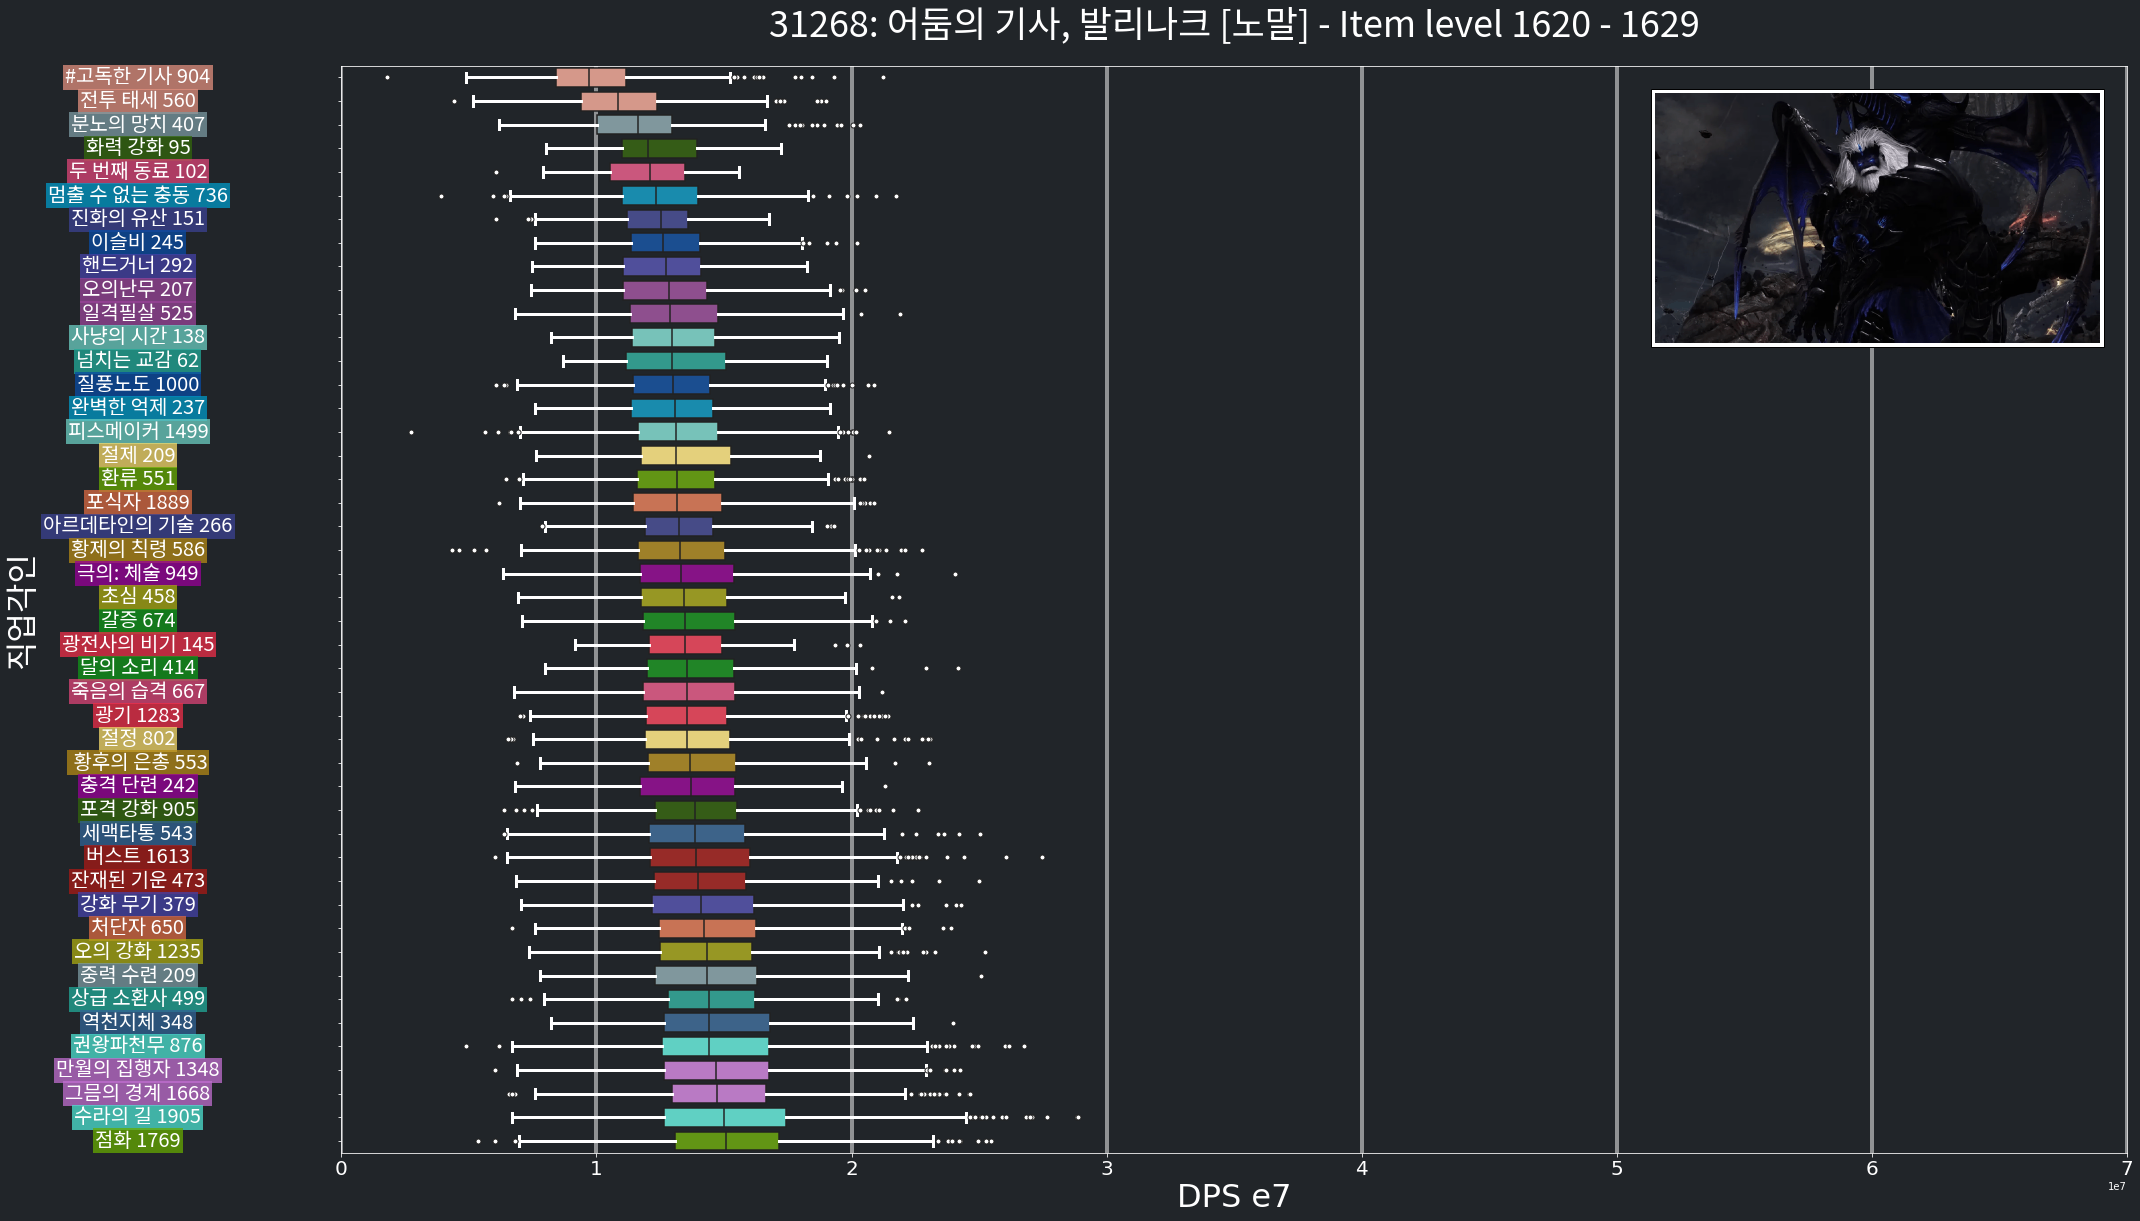 31268: 어둠의 기사, 발리나크 [노말] - Item level 1620 - 1629
#고독한 기사 904
전투 태세 560
분노의 망치 407
화력 강화 95
두 번째 동료 102
멈출 수 없는 충동 736
진화의 유산 151
이슬비 245
핸드거너 292
오의난무 207
일격필살 525
사냥의 시간 138
넘치는 교감 62
질풍노도 1000
완벽한 억제 237
피스메이커 1499
절제 209
환류 551
포식자 1889
아르데타인의 기술 266
황제의 칙령 586
극의: 체술 949
초심 458
갈증 674
광전사의 비기 145
달의 소리 414
죽음의 습격 667
광기 1283
절정 802
황후의 은총 553
충격 단련 242
포격 강화 905
세맥타통 543
버스트 1613
잔재된 기운 473
강화 무기 379
처단자 650
오의 강화 1235
중력 수련 209
상급 소환사 499
역천지체 348
권왕파천무 876
만월의 집행자 1348
그믐의 경계 1668
수라의 길 1905
점화 1769
직업각인
0 1 2 3 4 5 6 7
1e7
DPS e7